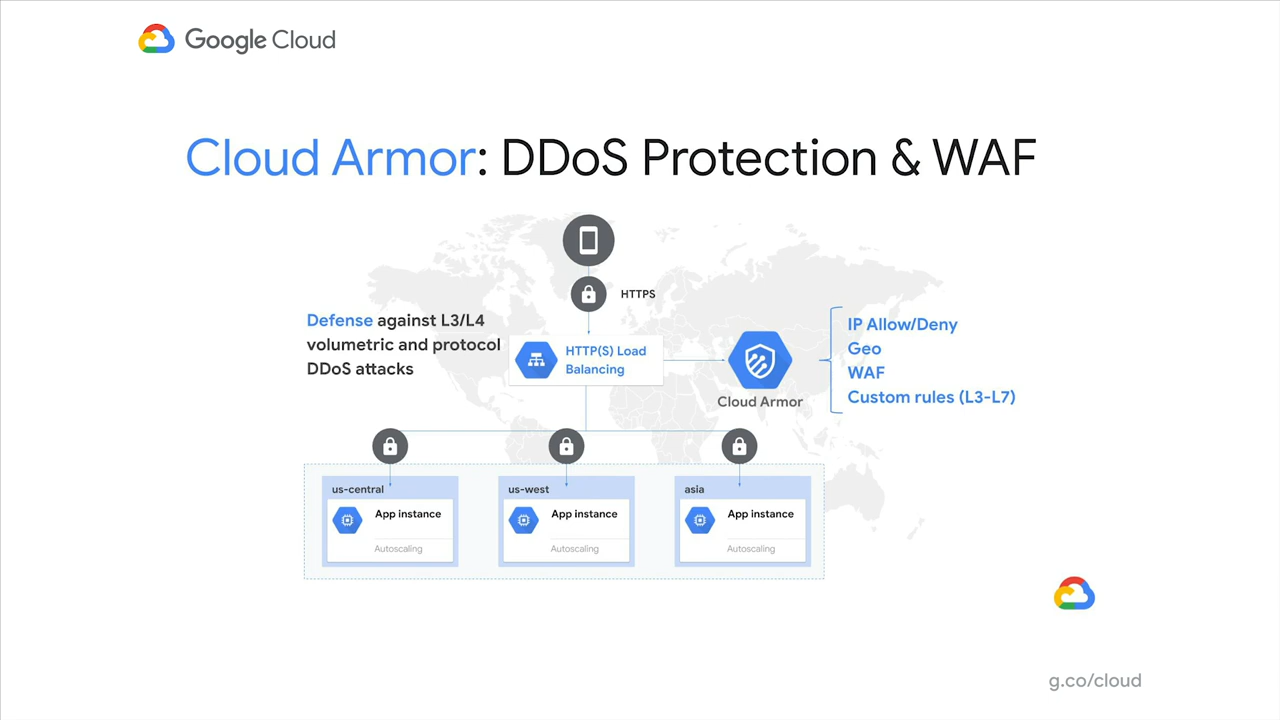 Google Cloud
Cloud Armor: DDoS Protection & WAF
HTTPS
Defense against L3/L4
volumetric and protocol
DDoS attacks
HTTP(S) Load
Balancing
Cloud Armor
IP Allow/Deny
Geo
WAF
Custom rules (L3-L7)
us-central
App instance
Autoscaling
us-west
App instance
Autoscaling
asia
App instance
Autoscaling
g.co/cloud